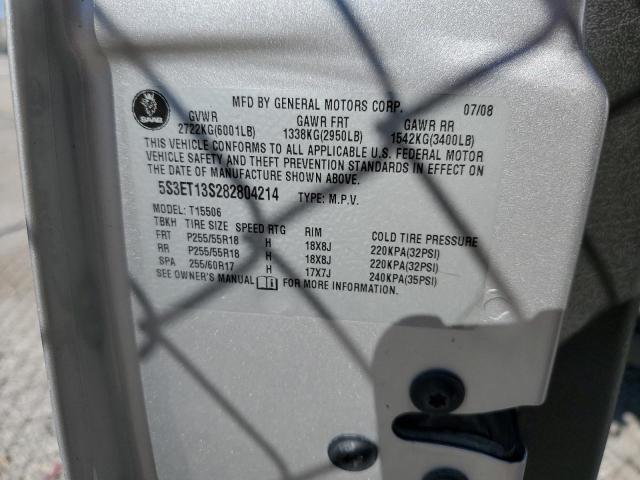 SAAB
MFD BY GENERAL MOTORS CORP. 07/08
GVWR GAWR FRT GAWR RR
2722KG(6001LB) 1338KG(2950LB) 1542KG(3400LB)
THIS VEHICLE CONFORMS TO ALL APPLICABLE U.S. FEDERAL MOTOR
VEHICLE SAFETY AND THEFT PREVENTION STANDARDS IN EFFECT ON
THE DATE OF MANUFACTURE SHOWN ABOVE.
5S3ET13S282804214 TYPE: M.P.V.
MODEL: T15506
TBKH TIRE SIZE SPEED RTG RIM COLD TIRE PRESSURE
FRT P255/55R18 H 18X8J 220KPA(32PSI)
RR P255/55R18 H 18X8J 220KPA(32PSI)
SPA 255/60R17 H 17X7J 240KPA(35PSI)
SEE OWNER'S MANUAL FOR MORE INFORMATION.